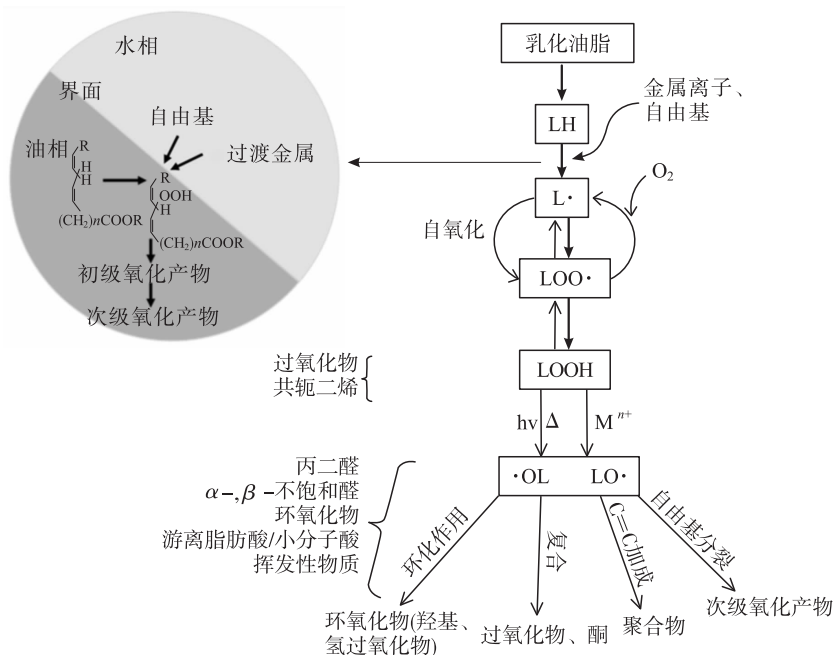 水相
界面
自由基
油相
过渡金属
R
H
H
(CH₂)nCOOR
R
OOH
H
(CH₂)nCOOR
初级氧化产物
次级氧化产物
乳化油脂
金属离子、
自由基
LH
L·
O₂
自氧化
LOO·
LOOH
过氧化物
共轭二烯
hv Δ
Mⁿ⁺
·OL LO·
丙二醛
α-,β-不饱和醛
环氧化物
游离脂肪酸/小分子酸
挥发性物质
环化作用
复合
C=C加成
自由基分裂
环氧化物(羟基、
氢过氧化物)
过氧化物、酮
聚合物
次级氧化产物